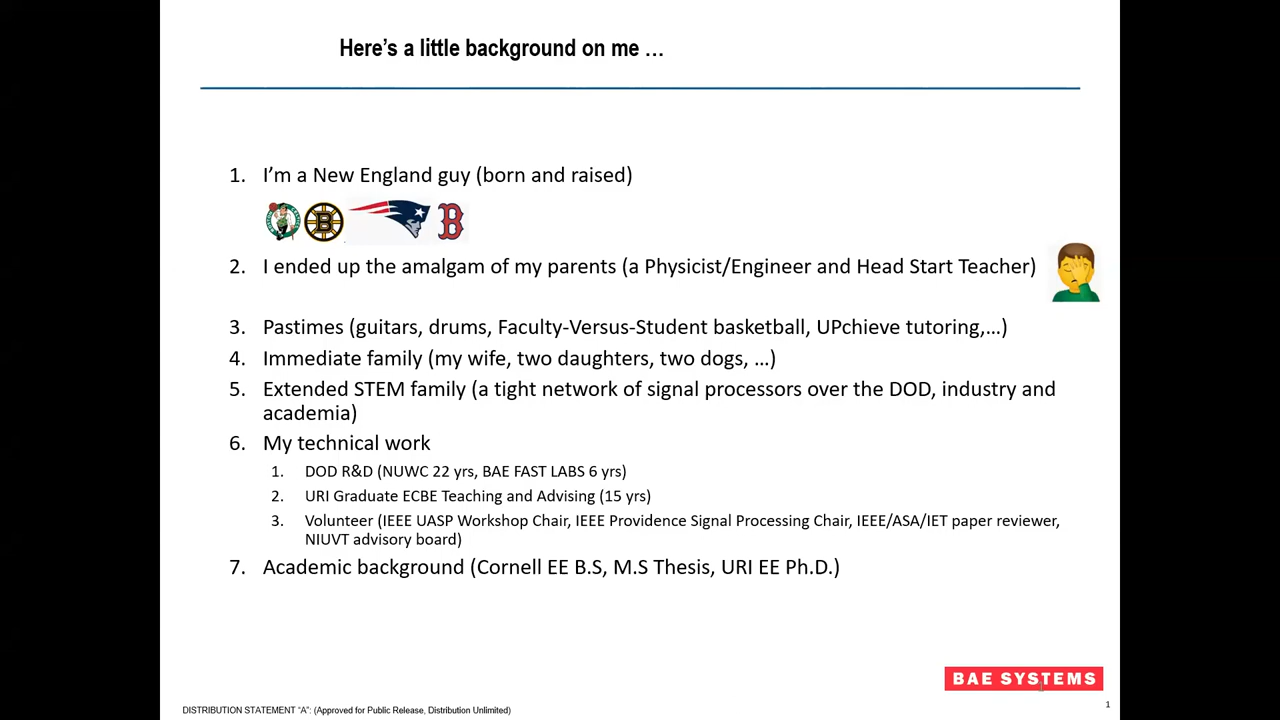 Here's a little background on me …
1. I'm a New England guy (born and raised)
B B
2. I ended up the amalgam of my parents (a Physicist/Engineer and Head Start Teacher)
3. Pastimes (guitars, drums, Faculty-Versus-Student basketball, UPchieve tutoring,…)
4. Immediate family (my wife, two daughters, two dogs, …)
5. Extended STEM family (a tight network of signal processors over the DOD, industry and
academia)
6. My technical work
1. DOD R&D (NUWC 22 yrs, BAE FAST LABS 6 yrs)
2. URI Graduate ECBE Teaching and Advising (15 yrs)
3. Volunteer (IEEE UASP Workshop Chair, IEEE Providence Signal Processing Chair, IEEE/ASA/IET paper reviewer,
NIUVT advisory board)
7. Academic background (Cornell EE B.S, M.S Thesis, URI EE Ph.D.)
BAE SYSTEMS
DISTRIBUTION STATEMENT "A": (Approved for Public Release, Distribution Unlimited)
1